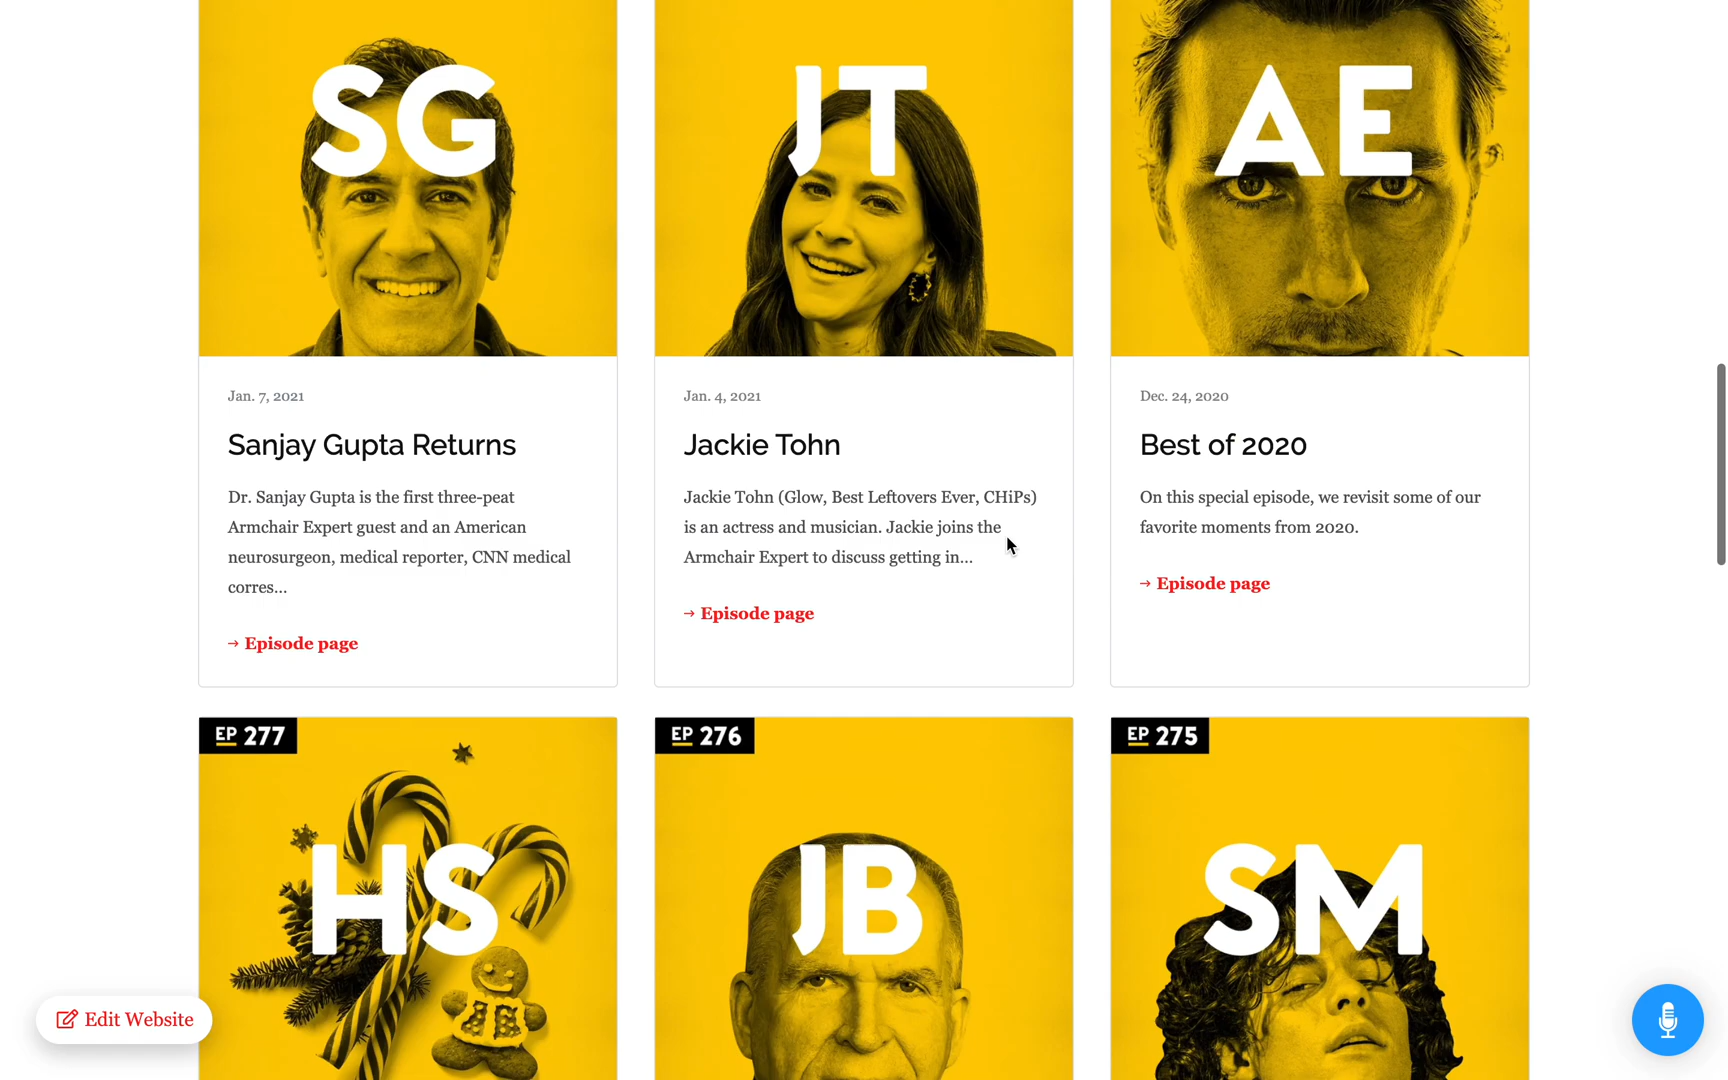 SG
JT
AE
Jan. 7, 2021
Sanjay Gupta Returns
Dr. Sanjay Gupta is the first three-peat
Armchair Expert guest and an American
neurosurgeon, medical reporter, CNN medical
corres...
→ Episode page
Jan. 4, 2021
Jackie Tohn
Jackie Tohn (Glow, Best Leftovers Ever, CHiPs)
is an actress and musician. Jackie joins the
Armchair Expert to discuss getting in...
→ Episode page
Dec. 24, 2020
Best of 2020
On this special episode, we revisit some of our
favorite moments from 2020.
→ Episode page
EP 277
HS
EP 276
JB
EP 275
SM
Edit Website